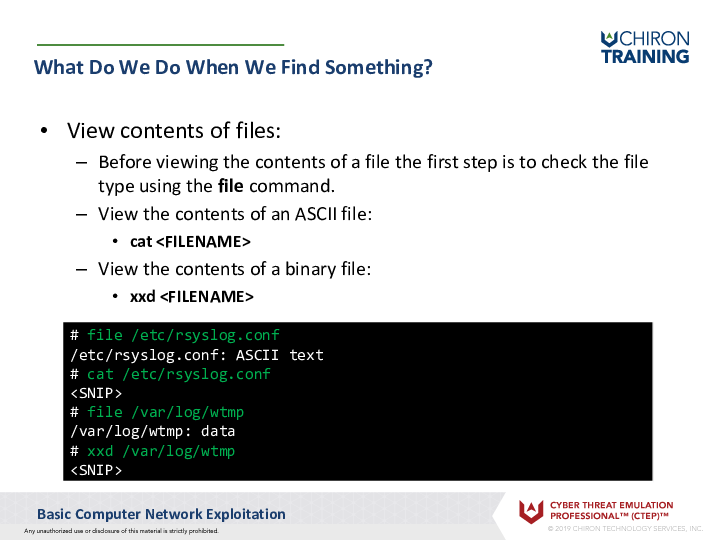 CHIRON
TRAINING
What Do We Do When We Find Something?
• View contents of files:
– Before viewing the contents of a file the first step is to check the file
type using the file command.
– View the contents of an ASCII file:
• cat <FILENAME>
– View the contents of a binary file:
• xxd <FILENAME>
# file /etc/rsyslog.conf
/etc/rsyslog.conf: ASCII text
# cat /etc/rsyslog.conf
<SNIP>
# file /var/log/wtmp
/var/log/wtmp: data
# xxd /var/log/wtmp
<SNIP>
Basic Computer Network Exploitation
CYBER THREAT EMULATION
PROFESSIONAL™ (CTEP)™
Any unauthorized use or disclosure of this material is strictly prohibited.
© 2019 CHIRON TECHNOLOGY SERVICES, INC.